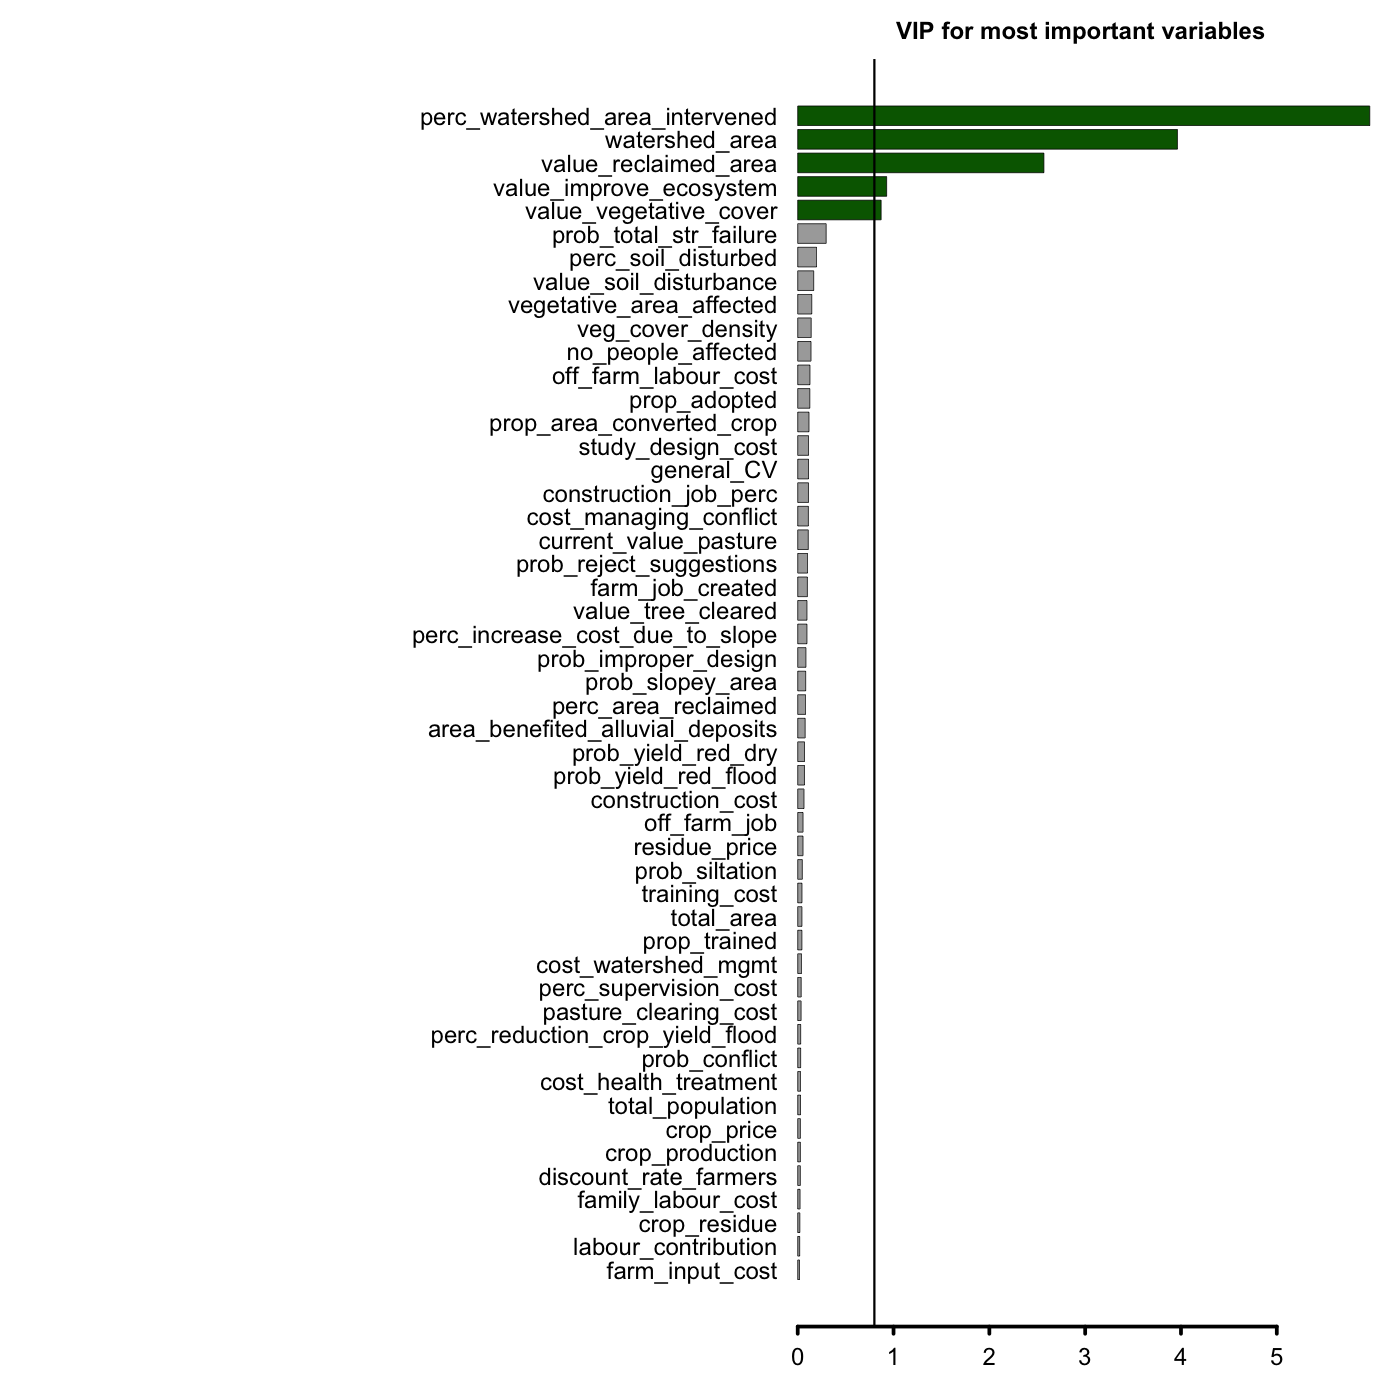 VIP for most important variables
perc_watershed_area_intervened
watershed_area
value_reclaimed_area
value_improve_ecosystem
value_vegetative_cover
prob_total_str_failure
perc_soil_disturbed
value_soil_disturbance
vegetative_area_affected
veg_cover_density
no_people_affected
off_farm_labour_cost
prop_adopted
prop_area_converted_crop
study_design_cost
general_CV
construction_job_perc
cost_managing_conflict
current_value_pasture
prob_reject_suggestions
farm_job_created
value_tree_cleared
perc_increase_cost_due_to_slope
prob_improper_design
prob_slopey_area
perc_area_reclaimed
area_benefited_alluvial_deposits
prob_yield_red_dry
prob_yield_red_flood
construction_cost
off_farm_job
residue_price
prob_siltation
training_cost
total_area
prop_trained
cost_watershed_mgmt
perc_supervision_cost
pasture_clearing_cost
perc_reduction_crop_yield_flood
prob_conflict
cost_health_treatment
total_population
crop_price
crop_production
discount_rate_farmers
family_labour_cost
crop_residue
labour_contribution
farm_input_cost
0 1 2 3 4 5